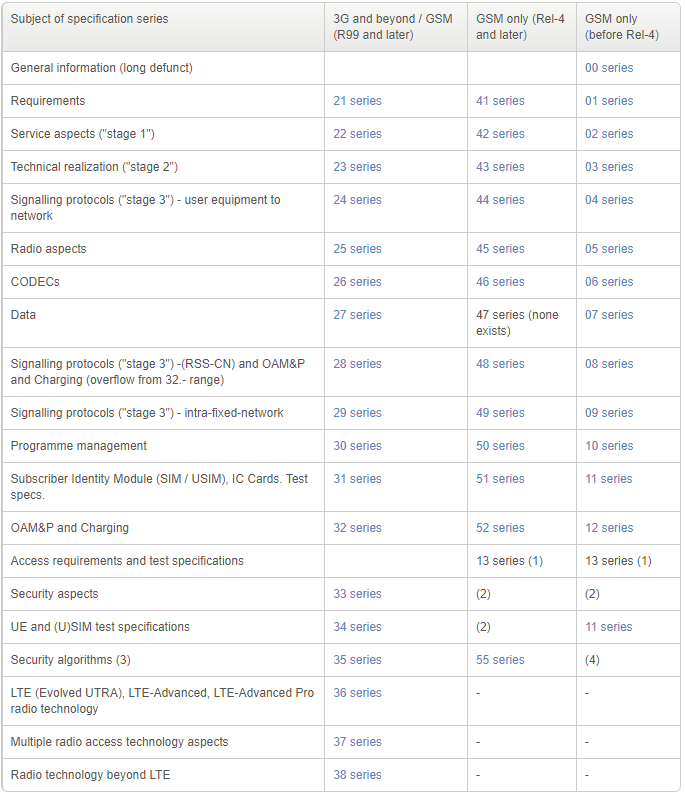 Subject of specification series 3G and beyond / GSM (R99 and later) GSM only (Rel-4 and later) GSM only (before Rel-4)
General information (long defunct) 00 series
Requirements 21 series 41 series 01 series
Service aspects ("stage 1") 22 series 42 series 02 series
Technical realization ("stage 2") 23 series 43 series 03 series
Signalling protocols ("stage 3") - user equipment to network 24 series 44 series 04 series
Radio aspects 25 series 45 series 05 series
CODECs 26 series 46 series 06 series
Data 27 series 47 series (none exists) 07 series
Signalling protocols ("stage 3") -(RSS-CN) and OAM&P and Charging (overflow from 32.- range) 28 series 48 series 08 series
Signalling protocols ("stage 3") - intra-fixed-network 29 series 49 series 09 series
Programme management 30 series 50 series 10 series
Subscriber Identity Module (SIM / USIM), IC Cards. Test specs. 31 series 51 series 11 series
OAM&P and Charging 32 series 52 series 12 series
Access requirements and test specifications 13 series (1) 13 series (1)
Security aspects 33 series (2) (2)
UE and (U)SIM test specifications 34 series (2) 11 series
Security algorithms (3) 35 series 55 series (4)
LTE (Evolved UTRA), LTE-Advanced, LTE-Advanced Pro radio technology 36 series - -
Multiple radio access technology aspects 37 series - -
Radio technology beyond LTE 38 series - -